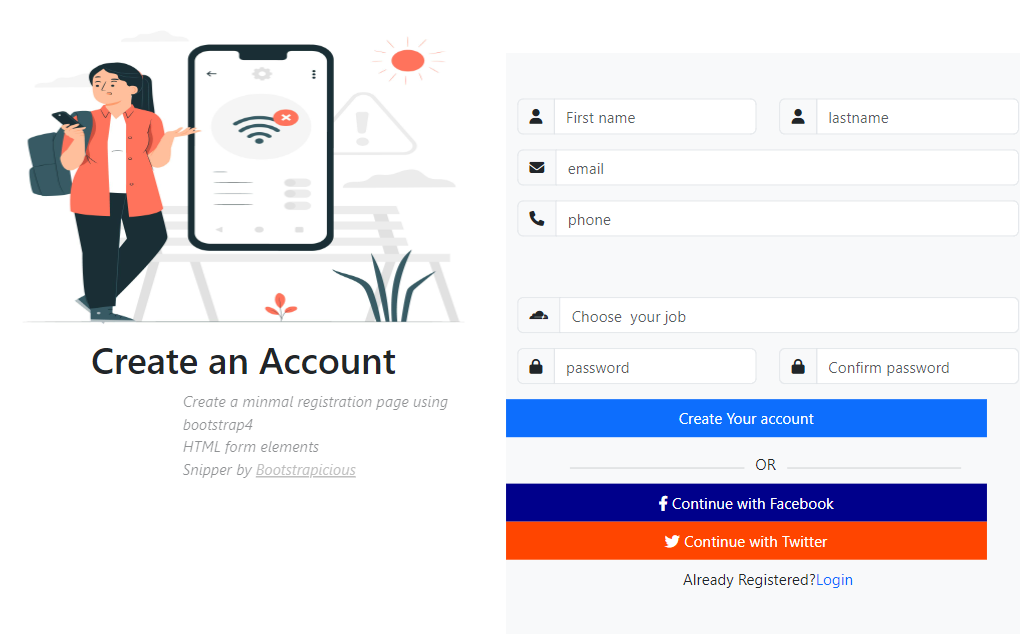 Create an Account
Create a minmal registration page using
bootstrap4
HTML form elements
Snipper by Bootstrapicious
First name
lastname
email
phone
Choose  your job
password
Confirm password
Create Your account
OR
Continue with Facebook
Continue with Twitter
Already Registered?Login